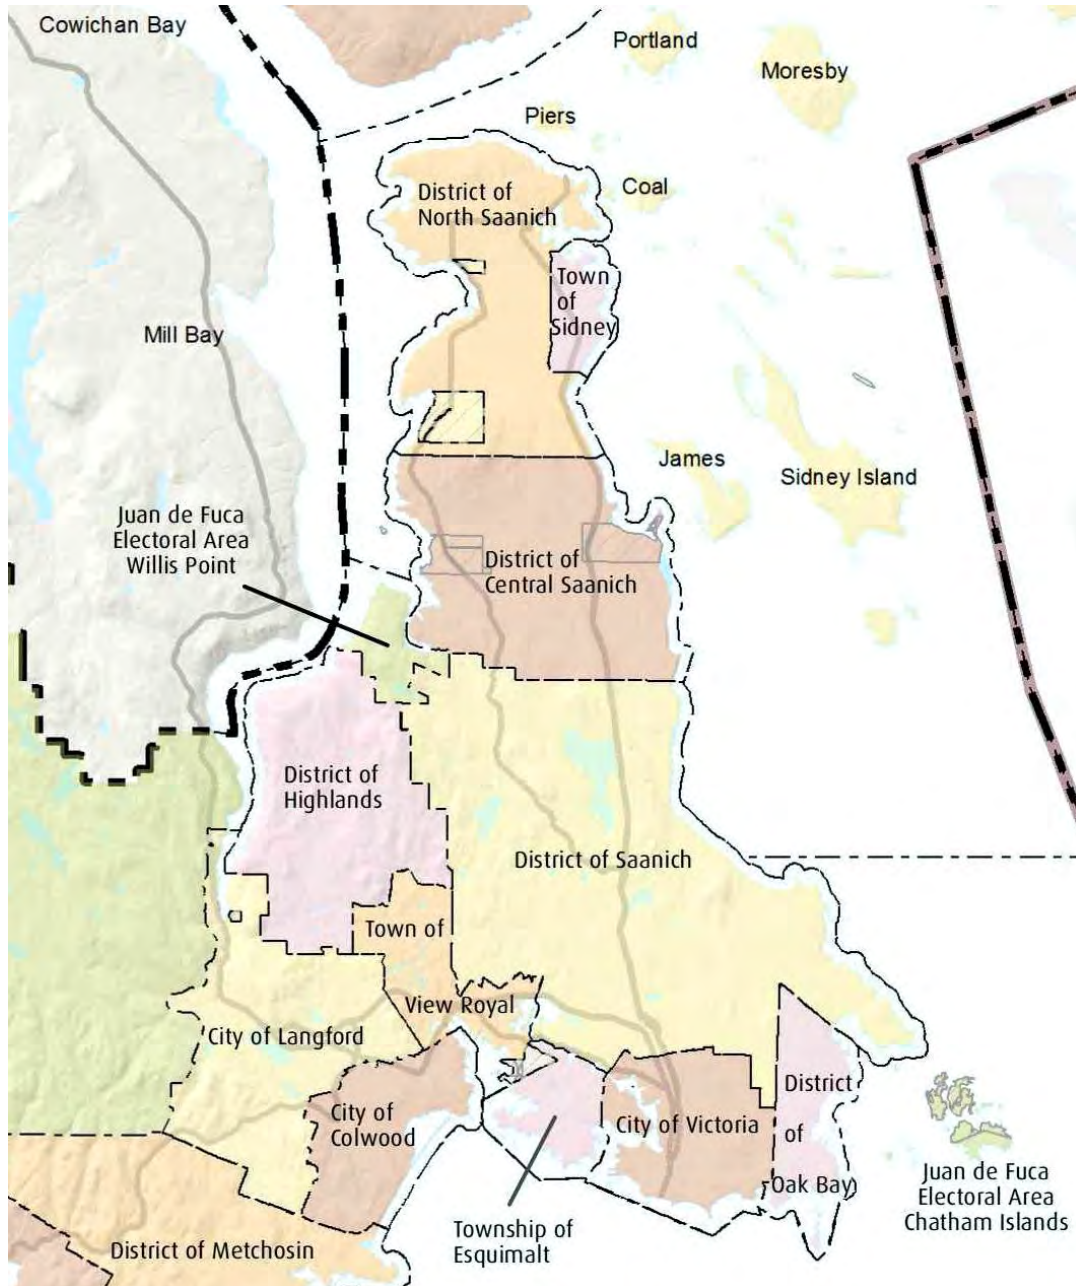 Cowichan Bay
Portland
Moresby
Piers
District of
North Saanich
Coal
Town
of
Sidney
Mill Bay
James
Sidney Island
Juan de Fuca
Electoral Area
Willis Point
District of
Central Saanich
District of
Highlands
District of Saanich
Town of
View Royal
City of Langford
District
of
Oak Bay
City of
Colwood
City of Victoria
Juan de Fuca
Electoral Area
Chatham Islands
Township of
Esquimalt
District of Metchosin